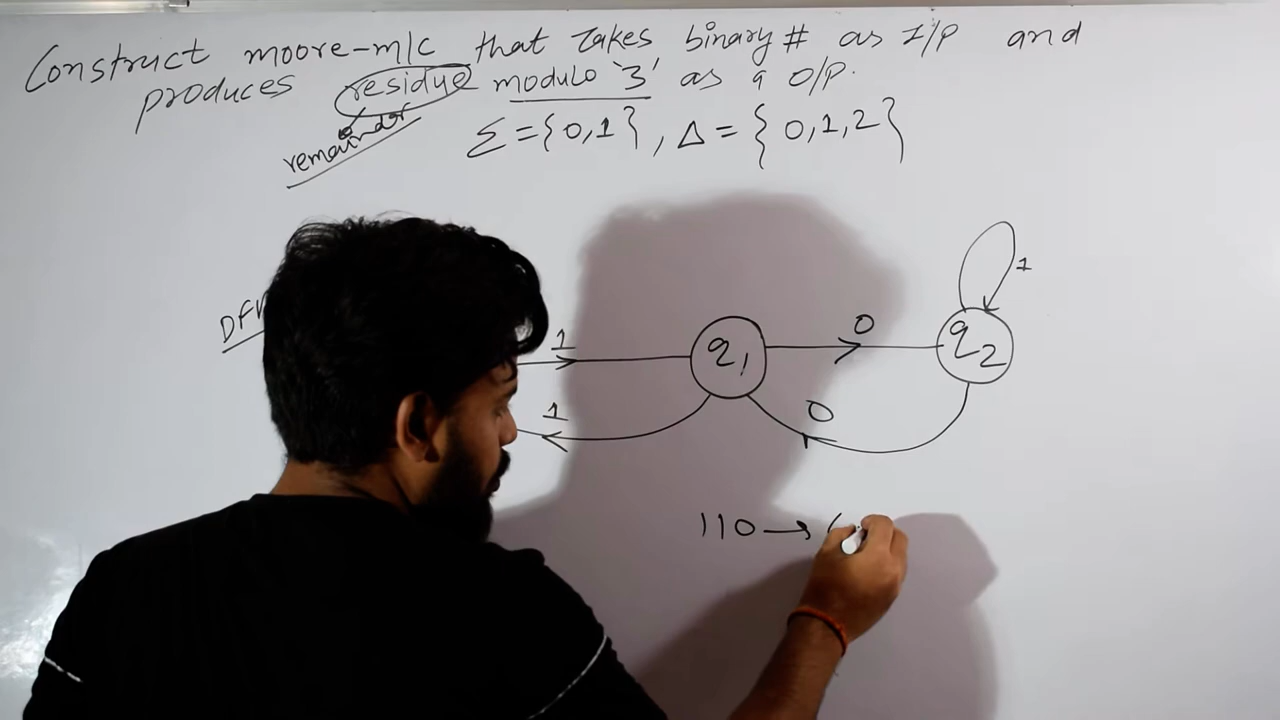 Construct moore-m/c that Takes binary # as I/P and
produces residue modulo '3' as a O/P.
remainder
Σ={0,1}, Δ={0,1,2}
1
DF
1 q1 0 q2
1 0
110→